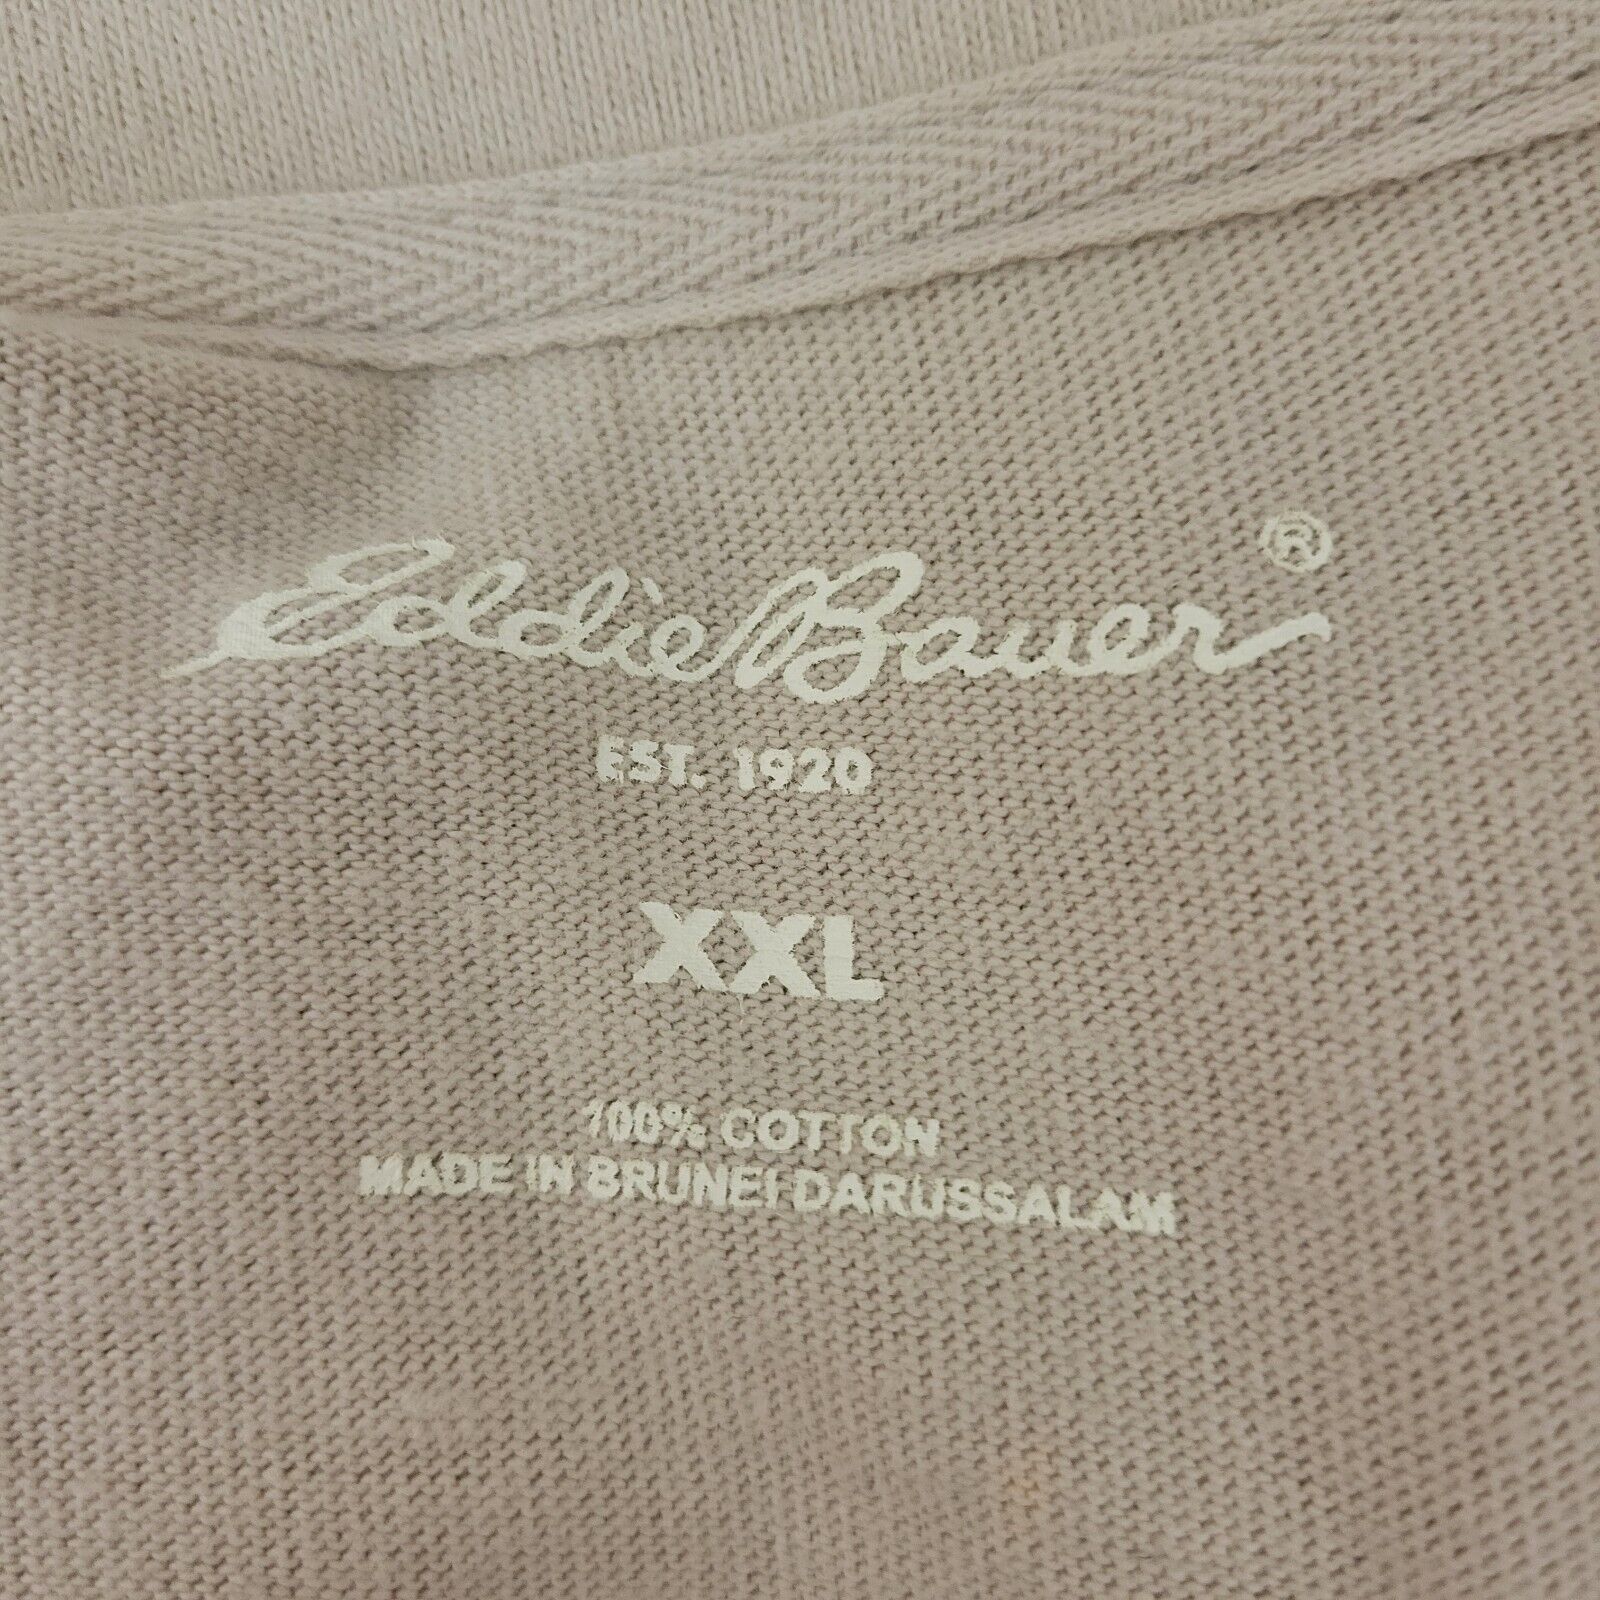 Eddie Bauer®
EST. 1920
XXL
100% COTTON
MADE IN BRUNEI DARUSSALAM